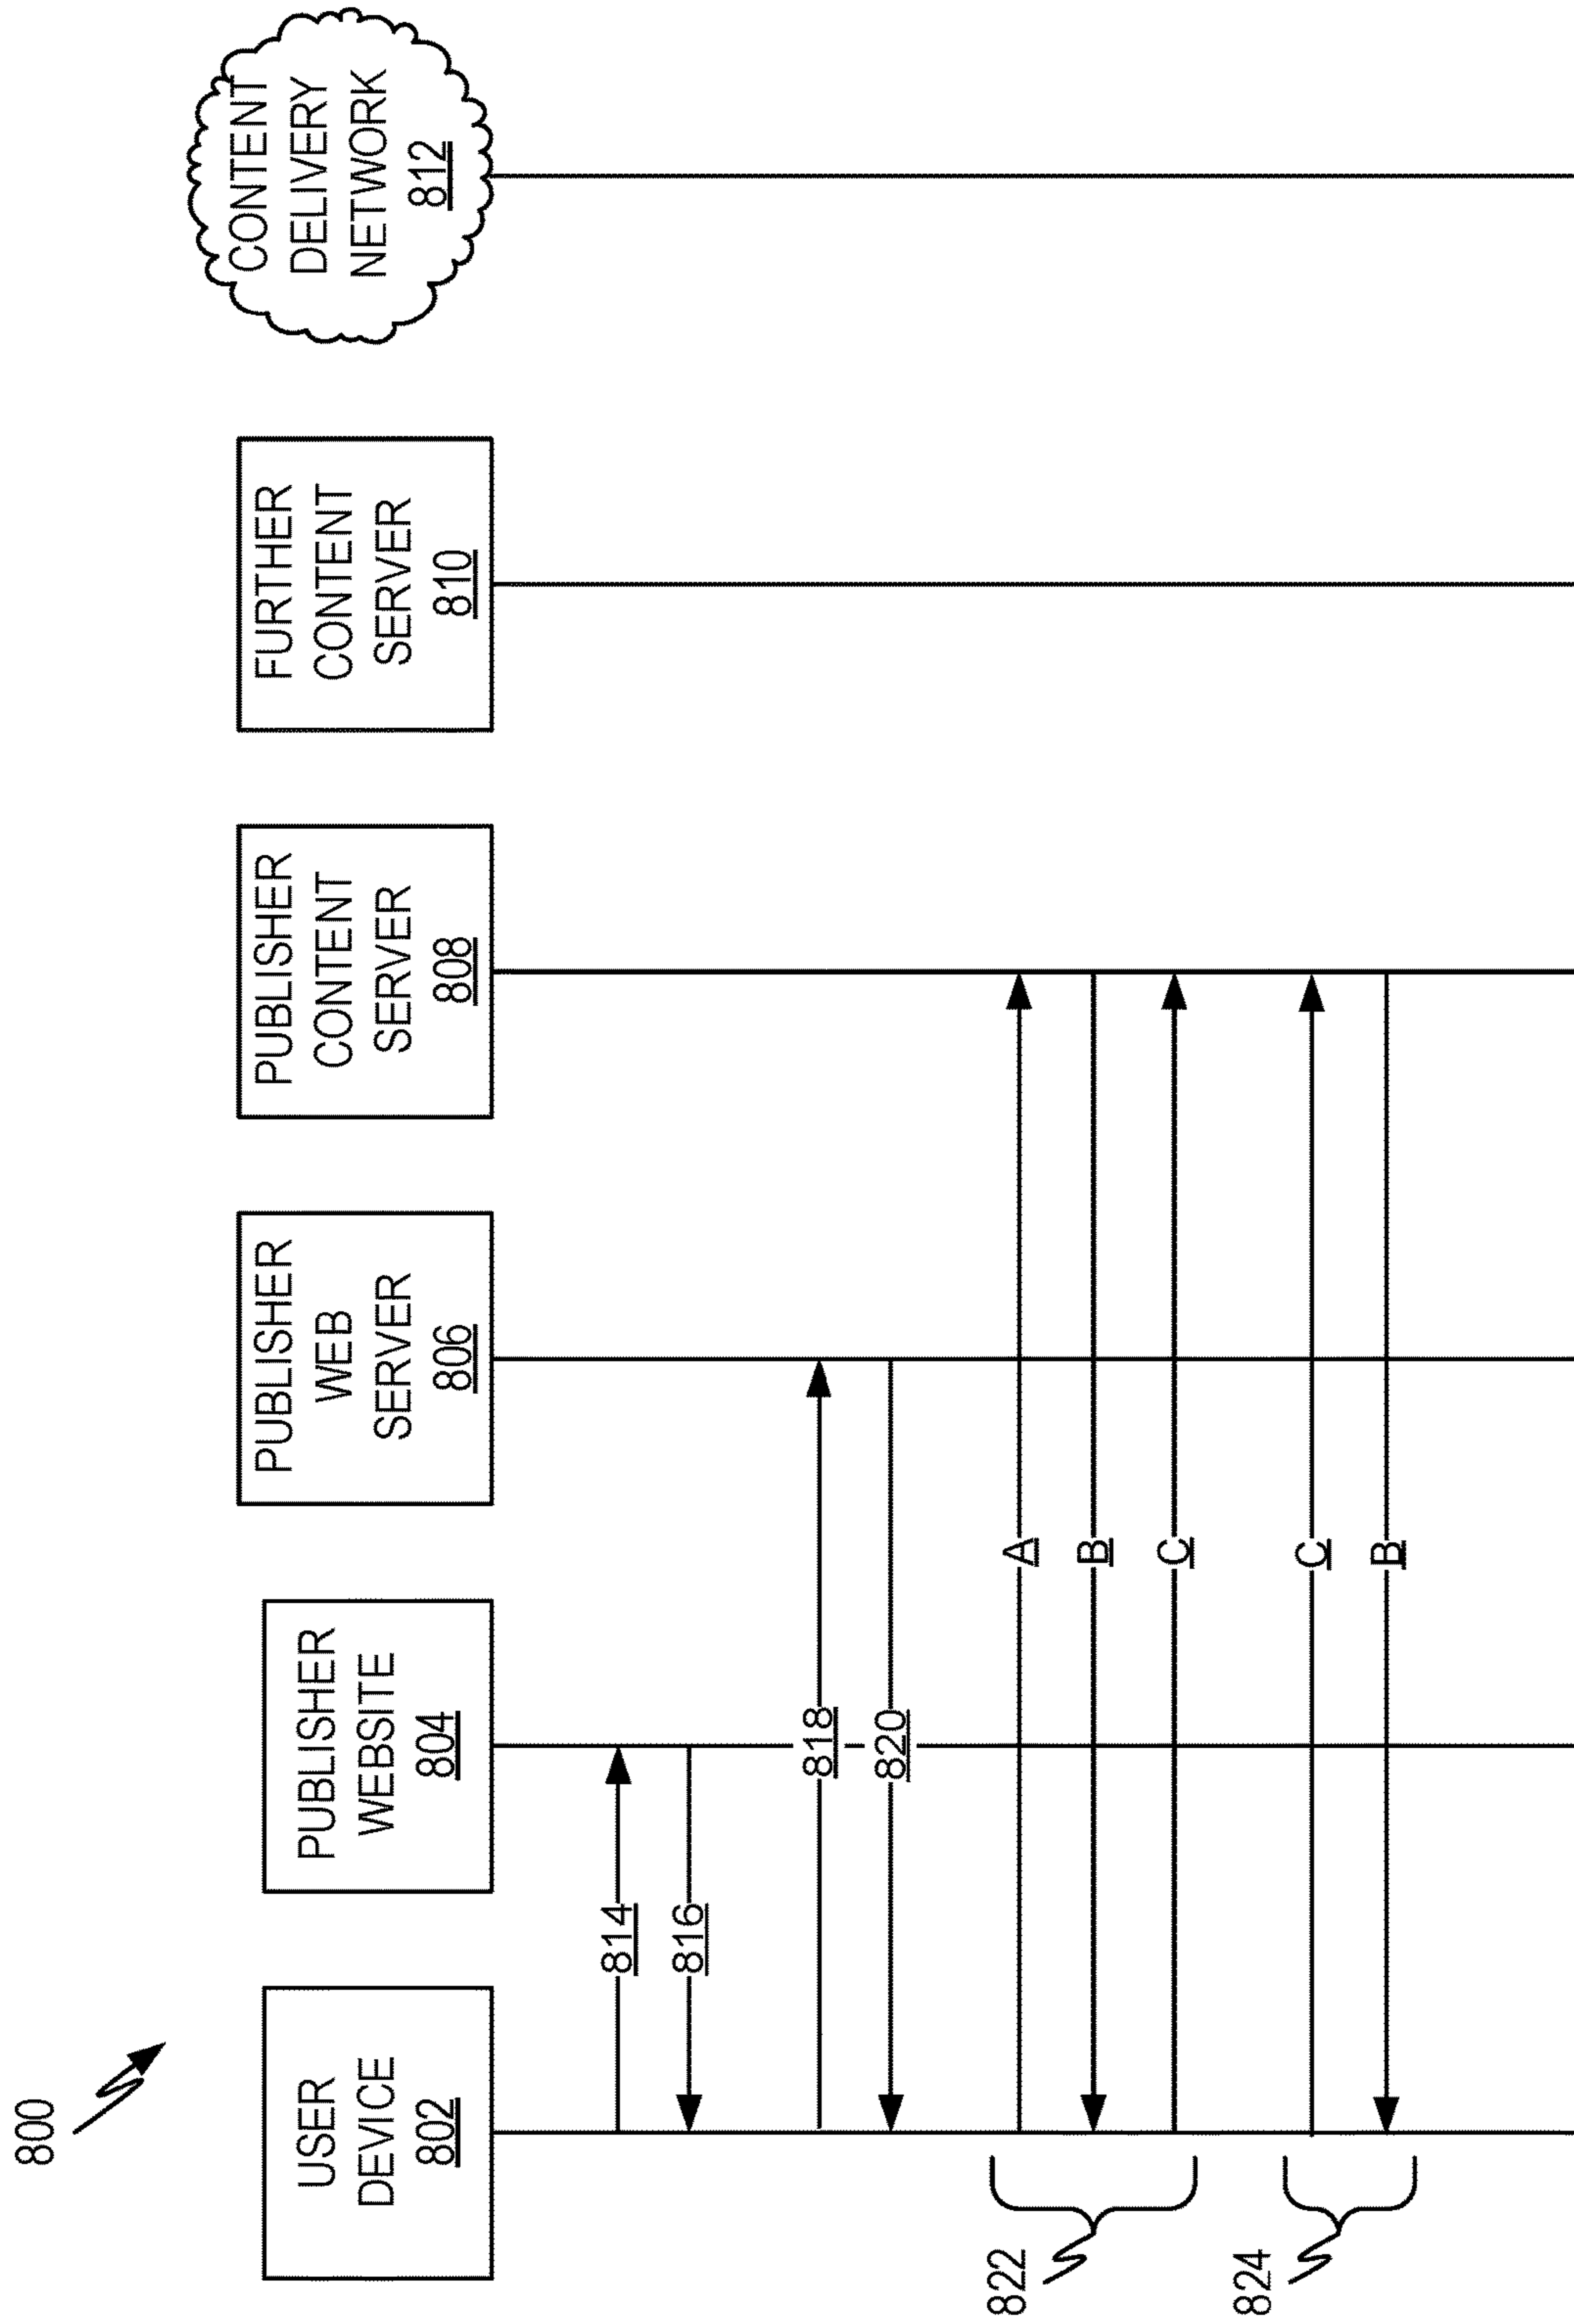 800
USER
DEVICE
802
PUBLISHER
WEBSITE
804
PUBLISHER
WEB
SERVER
806
PUBLISHER
CONTENT
SERVER
808
FURTHER
CONTENT
SERVER
810
CONTENT
DELIVERY
NETWORK
812
814
816
818
820
822
A
B
C
824
C
B